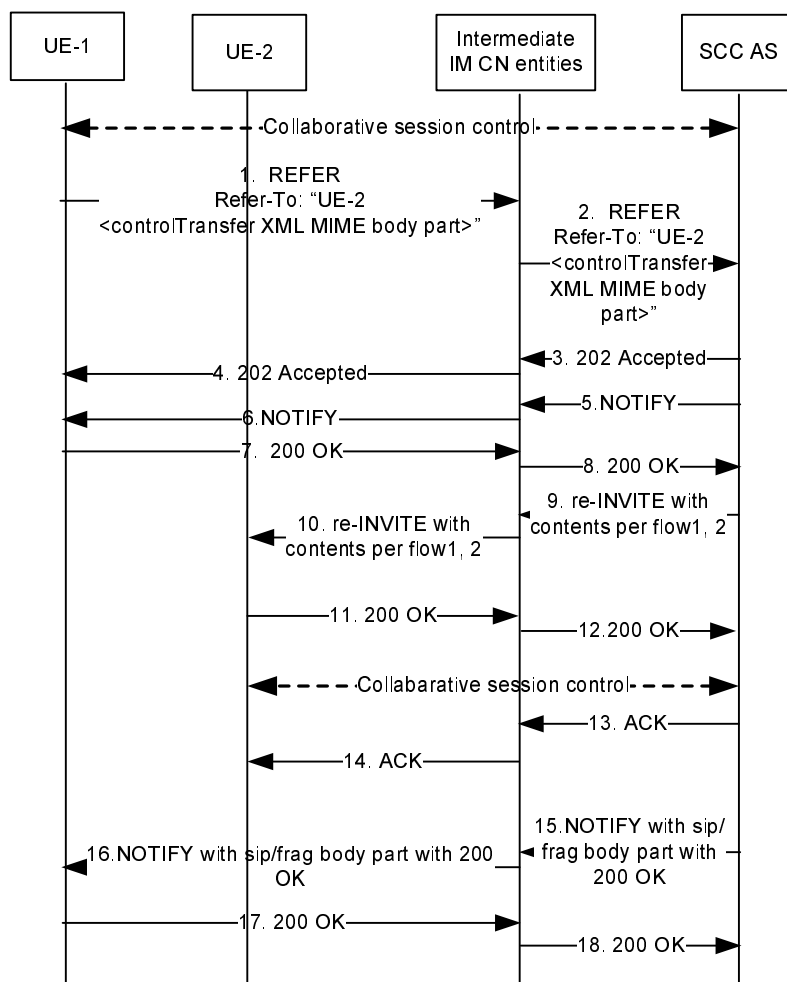 UE-1
UE-2
Intermediate
IM CN entities
SCC AS
Collaborative session control
1. REFER
Refer-To: “UE-2
<controlTransfer XML MIME body part>”
2. REFER
Refer-To: “UE-2
<controlTransfer
XML MIME body
part>”
3. 202 Accepted
4. 202 Accepted
5.NOTIFY
6.NOTIFY
7. 200 OK
8. 200 OK
9. re-INVITE with
contents per flow1, 2
10. re-INVITE with
contents per flow1, 2
11. 200 OK
12.200 OK
Collabarative session control
13. ACK
14. ACK
15.NOTIFY with sip/
frag body part with
200 OK
16.NOTIFY with sip/frag body part with 200
OK
17. 200 OK
18. 200 OK